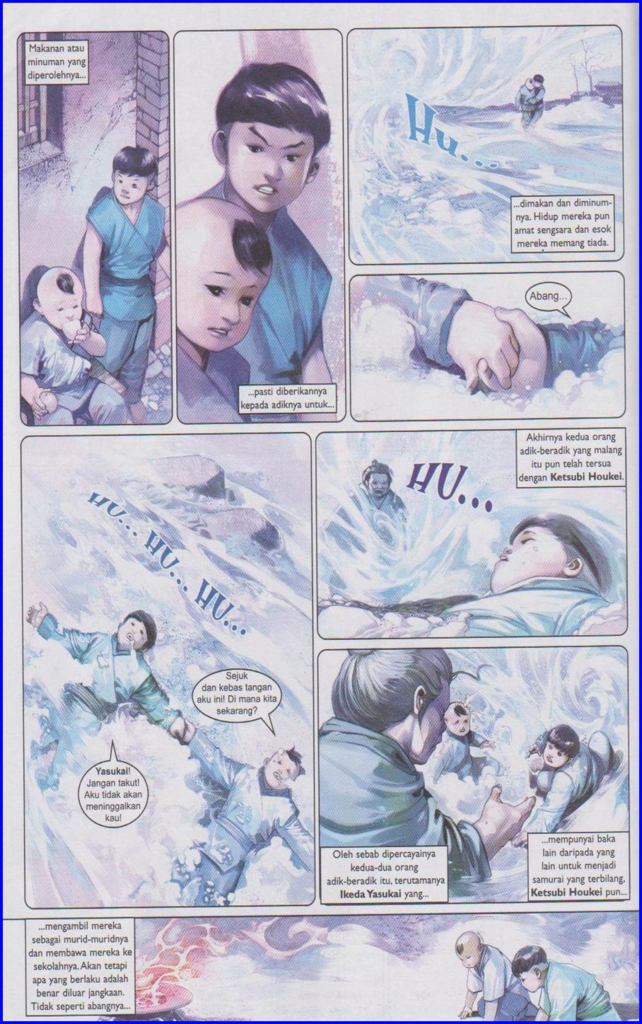 Makanan atau
minuman yang
diperolehnya...
...pasti diberikannya
kepada adiknya untuk...
Hu...
...dimakan dan diminum-
nya. Hidup mereka pun
amat sengsara dan esok
mereka memang tiada.
Abang...
HU... HU... HU...
Sejuk
dan kebas tangan
aku ini! Di mana kita
sekarang?
Yasukai!
Jangan takut!
Aku tidak akan
meninggalkan
kau!
Akhirnya kedua orang
adik-beradik yang malang
itu pun telah tersua
dengan Ketsubi Houkei.
HU...
Oleh sebab dipercayainya
kedua-dua orang
adik-beradik itu, terutamanya
Ikeda Yasukai yang...
...mempunyai baka
lain daripada yang
lain untuk menjadi
samurai yang terbilang,
Ketsubi Houkei pun...
...mengambil mereka
sebagai murid-muridnya
dan membawa mereka ke
sekolahnya. Akan tetapi
apa yang berlaku adalah
benar diluar jangkaan.
Tidak seperti abangnya...